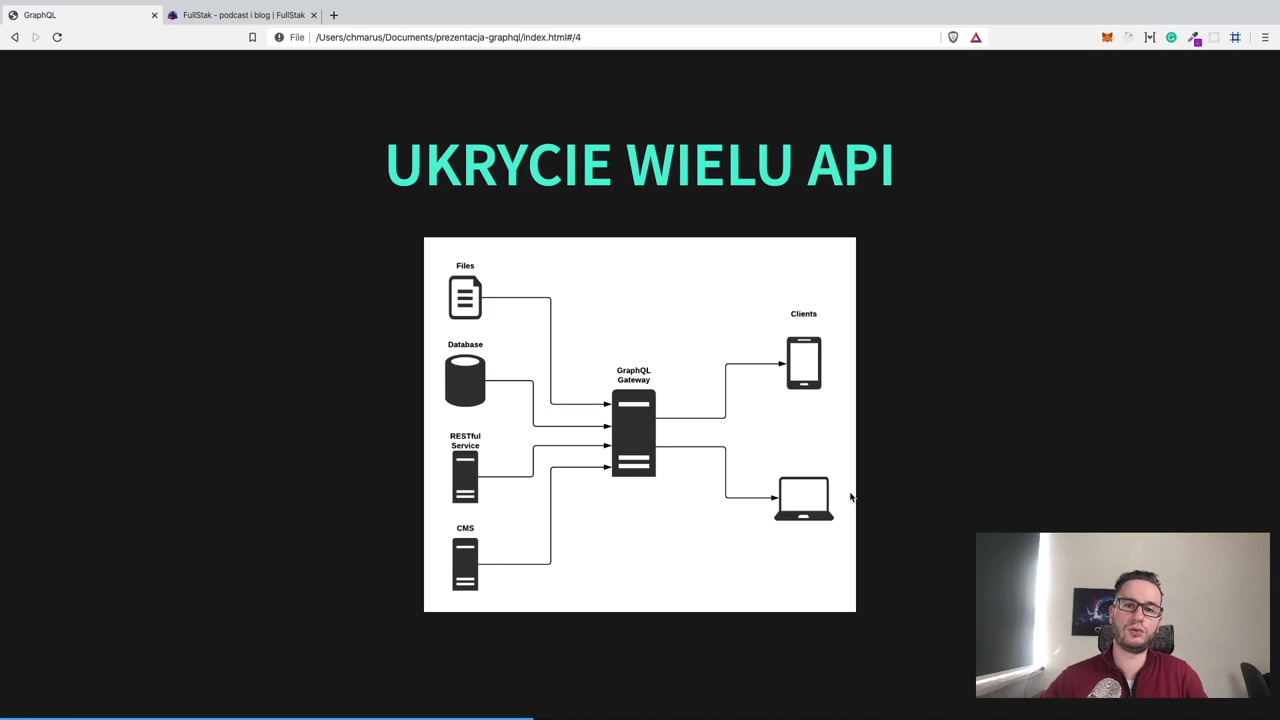 GraphQL
FullStak - podcast i blog | FullStak
File
/Users/chmarus/Documents/prezentacja-graphql/index.html#/4
UKRYCIE WIELU API
Files
Database
RESTful
Service
CMS
GraphQL
Gateway
Clients